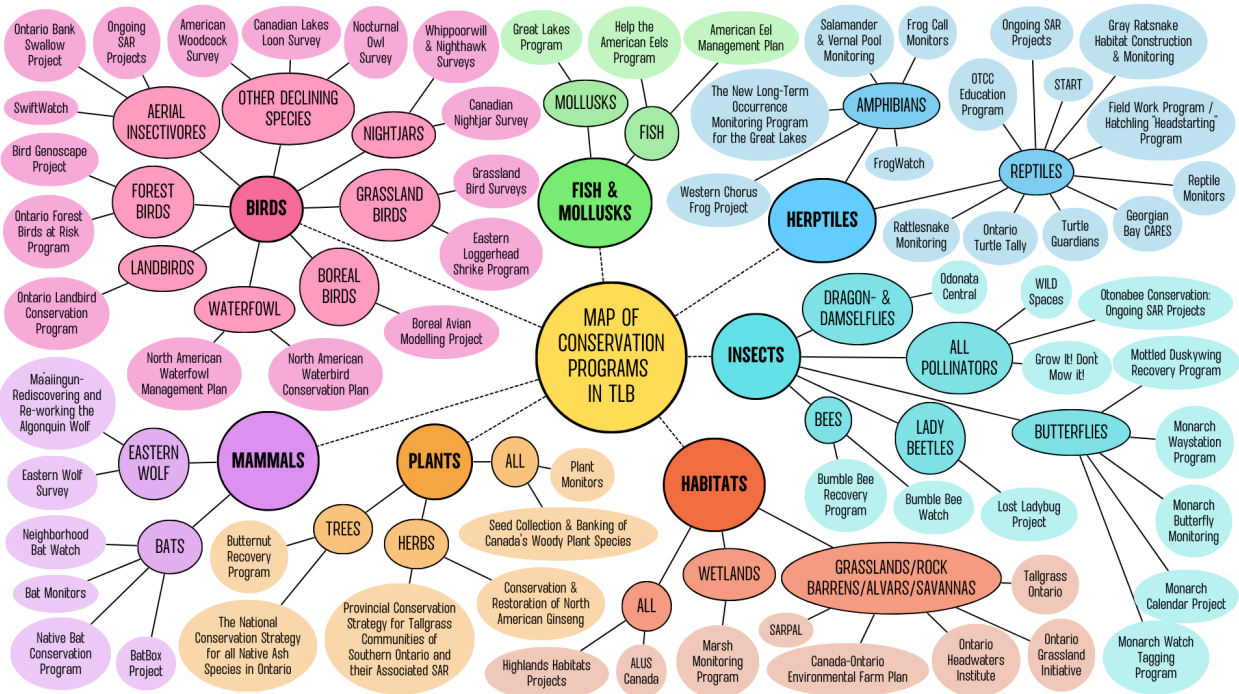 Ontario Bank
Swallow
Project
Ongoing
SAR
Projects
American
Woodcock
Survey
Canadian Lakes
Loon Survey
Nocturnal
Owl
Survey
Whippoorwill
& Nighthawk
Surveys
SwiftWatch
AERIAL
INSECTIVORES
OTHER DECLINING
SPECIES
NIGHTJARS
Canadian
Nightjar Survey
Bird Genoscape
Project
FOREST
BIRDS
BIRDS
GRASSLAND
BIRDS
Grassland
Bird Surveys
Ontario Forest
Birds at Risk
Program
Eastern
Loggerhead
Shrike Program
LANDBIRDS
BOREAL
BIRDS
Ontario Landbird
Conservation
Program
WATERFOWL
Boreal Avian
Modelling Project
North American
Waterfowl
Management Plan
North American
Waterbird
Conservation Plan
Great Lakes
Program
Help the
American Eels
Program
American Eel
Management Plan
MOLLUSKS
FISH
FISH &
MOLLUSKS
Salamander
& Vernal Pool
Monitoring
Frog Call
Monitors
The New Long-Term
Occurrence
Monitoring Program
for the Great Lakes
AMPHIBIANS
FrogWatch
Western Chorus
Frog Project
HERPTILES
Ongoing SAR
Projects
Gray Ratsnake
Habitat Construction
& Monitoring
OTCC
Education
Program
START
Field Work Program /
Hatchling "Headstarting"
Program
REPTILES
Reptile
Monitors
Rattlesnake
Monitoring
Ontario
Turtle Tally
Turtle
Guardians
Georgian
Bay CARES
MAP OF
CONSERVATION
PROGRAMS
IN TLB
INSECTS
DRAGON- &
DAMSELFLIES
Odonata
Central
WILD
Spaces
Otonabee Conservation:
Ongoing SAR Projects
ALL
POLLINATORS
Grow It! Don't
Mow it!
Mottled Duskywing
Recovery Program
BEES
LADY
BEETLES
BUTTERFLIES
Monarch
Waystation
Program
Bumble Bee
Recovery
Program
Bumble Bee
Watch
Lost Ladybug
Project
Monarch
Butterfly
Monitoring
Monarch
Calendar Project
Monarch Watch
Tagging
Program
Ma'aiingun-
Rediscovering and
Re-working the
Algonquin Wolf
EASTERN
WOLF
MAMMALS
Eastern Wolf
Survey
Neighborhood
Bat Watch
BATS
Bat Monitors
Native Bat
Conservation
Program
BatBox
Project
PLANTS
ALL
Plant
Monitors
Seed Collection & Banking of
Canada's Woody Plant Species
TREES
HERBS
Butternut
Recovery
Program
The National
Conservation Strategy
for all Native Ash
Species in Ontario
Provincial Conservation
Strategy for Tallgrass
Communities of
Southern Ontario and
their Associated SAR
Conservation &
Restoration of North
American Ginseng
HABITATS
WETLANDS
ALL
GRASSLANDS/ROCK
BARRENS/ALVARS/SAVANNAS
Tallgrass
Ontario
Highlands Habitats
Projects
ALUS
Canada
Marsh
Monitoring
Program
SARPAL
Canada-Ontario
Environmental Farm Plan
Ontario
Headwaters
Institute
Ontario
Grassland
Initiative